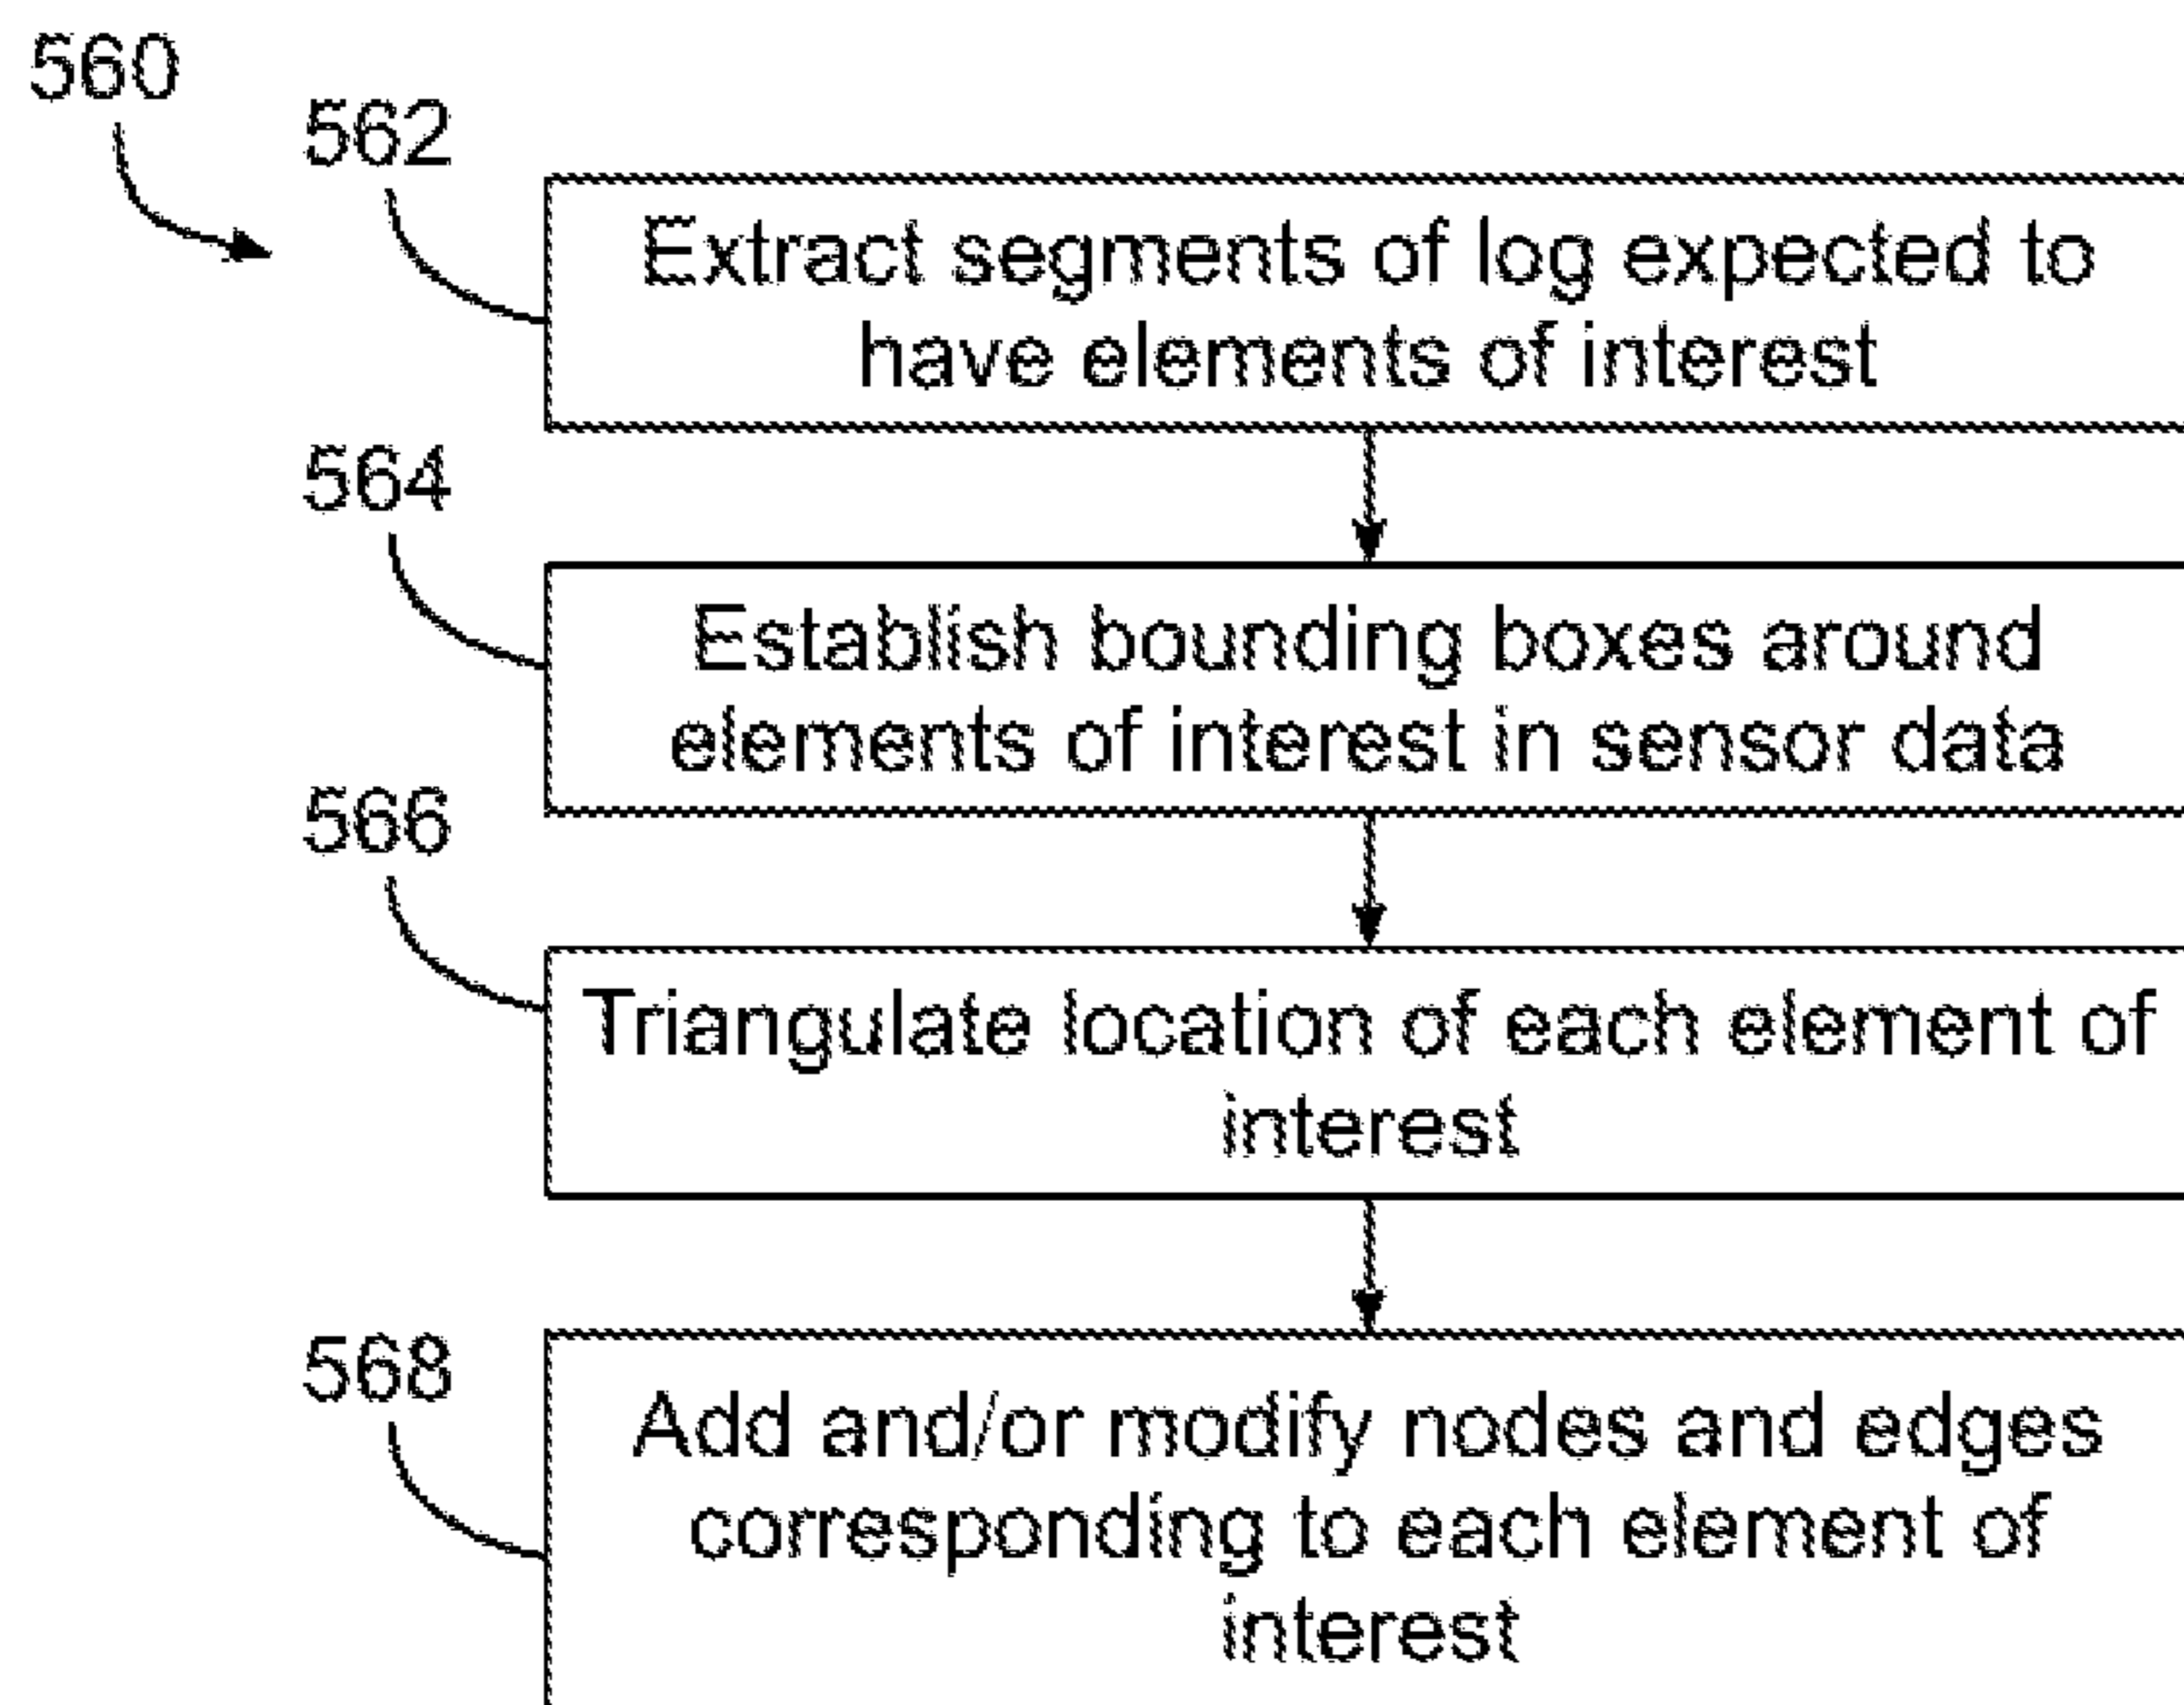 560
562
Extract segments of log expected to
have elements of interest
564
Establish bounding boxes around
elements of interest in sensor data
566
Triangulate location of each element of
interest
568
Add and/or modify nodes and edges
corresponding to each element of
interest